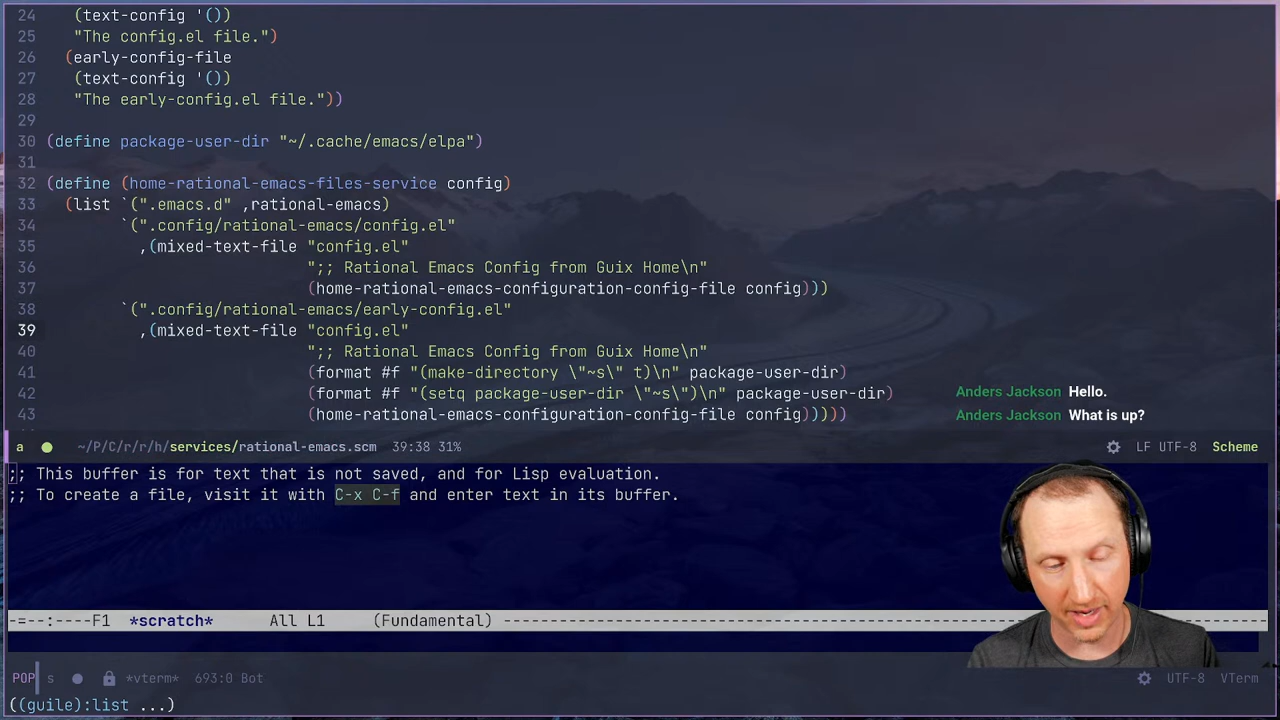 24     (text-config '())
25     "The config.el file.")
26    (early-config-file
27     (text-config '())
28     "The early-config.el file."))
29
30 (define package-user-dir "~/.cache/emacs/elpa")
31
32 (define (home-rational-emacs-files-service config)
33   (list `(".emacs.d" ,rational-emacs)
34         `(".config/rational-emacs/config.el"
35           ,(mixed-text-file "config.el"
36                             ";; Rational Emacs Config from Guix Home\n"
37                             (home-rational-emacs-configuration-config-file config)))
38         `(".config/rational-emacs/early-config.el"
39           ,(mixed-text-file "config.el"
40                             ";; Rational Emacs Config from Guix Home\n"
41                             (format #f "(make-directory \"~s\" t)\n" package-user-dir)
42                             (format #f "(setq package-user-dir \"~s\")\n" package-user-dir)
43                             (home-rational-emacs-configuration-config-file config)))))
Anders Jackson Hello.
Anders Jackson What is up?
a ~/P/C/r/r/h/services/rational-emacs.scm 39:38 31% LF UTF-8 Scheme
;; This buffer is for text that is not saved, and for Lisp evaluation.
;; To create a file, visit it with C-x C-f and enter text in its buffer.
-=--:----F1  *scratch*      All L1     (Fundamental) ----------------------------------------------------------------
POP s *vterm* 693:0 Bot UTF-8 VTerm
((guile):list ...)